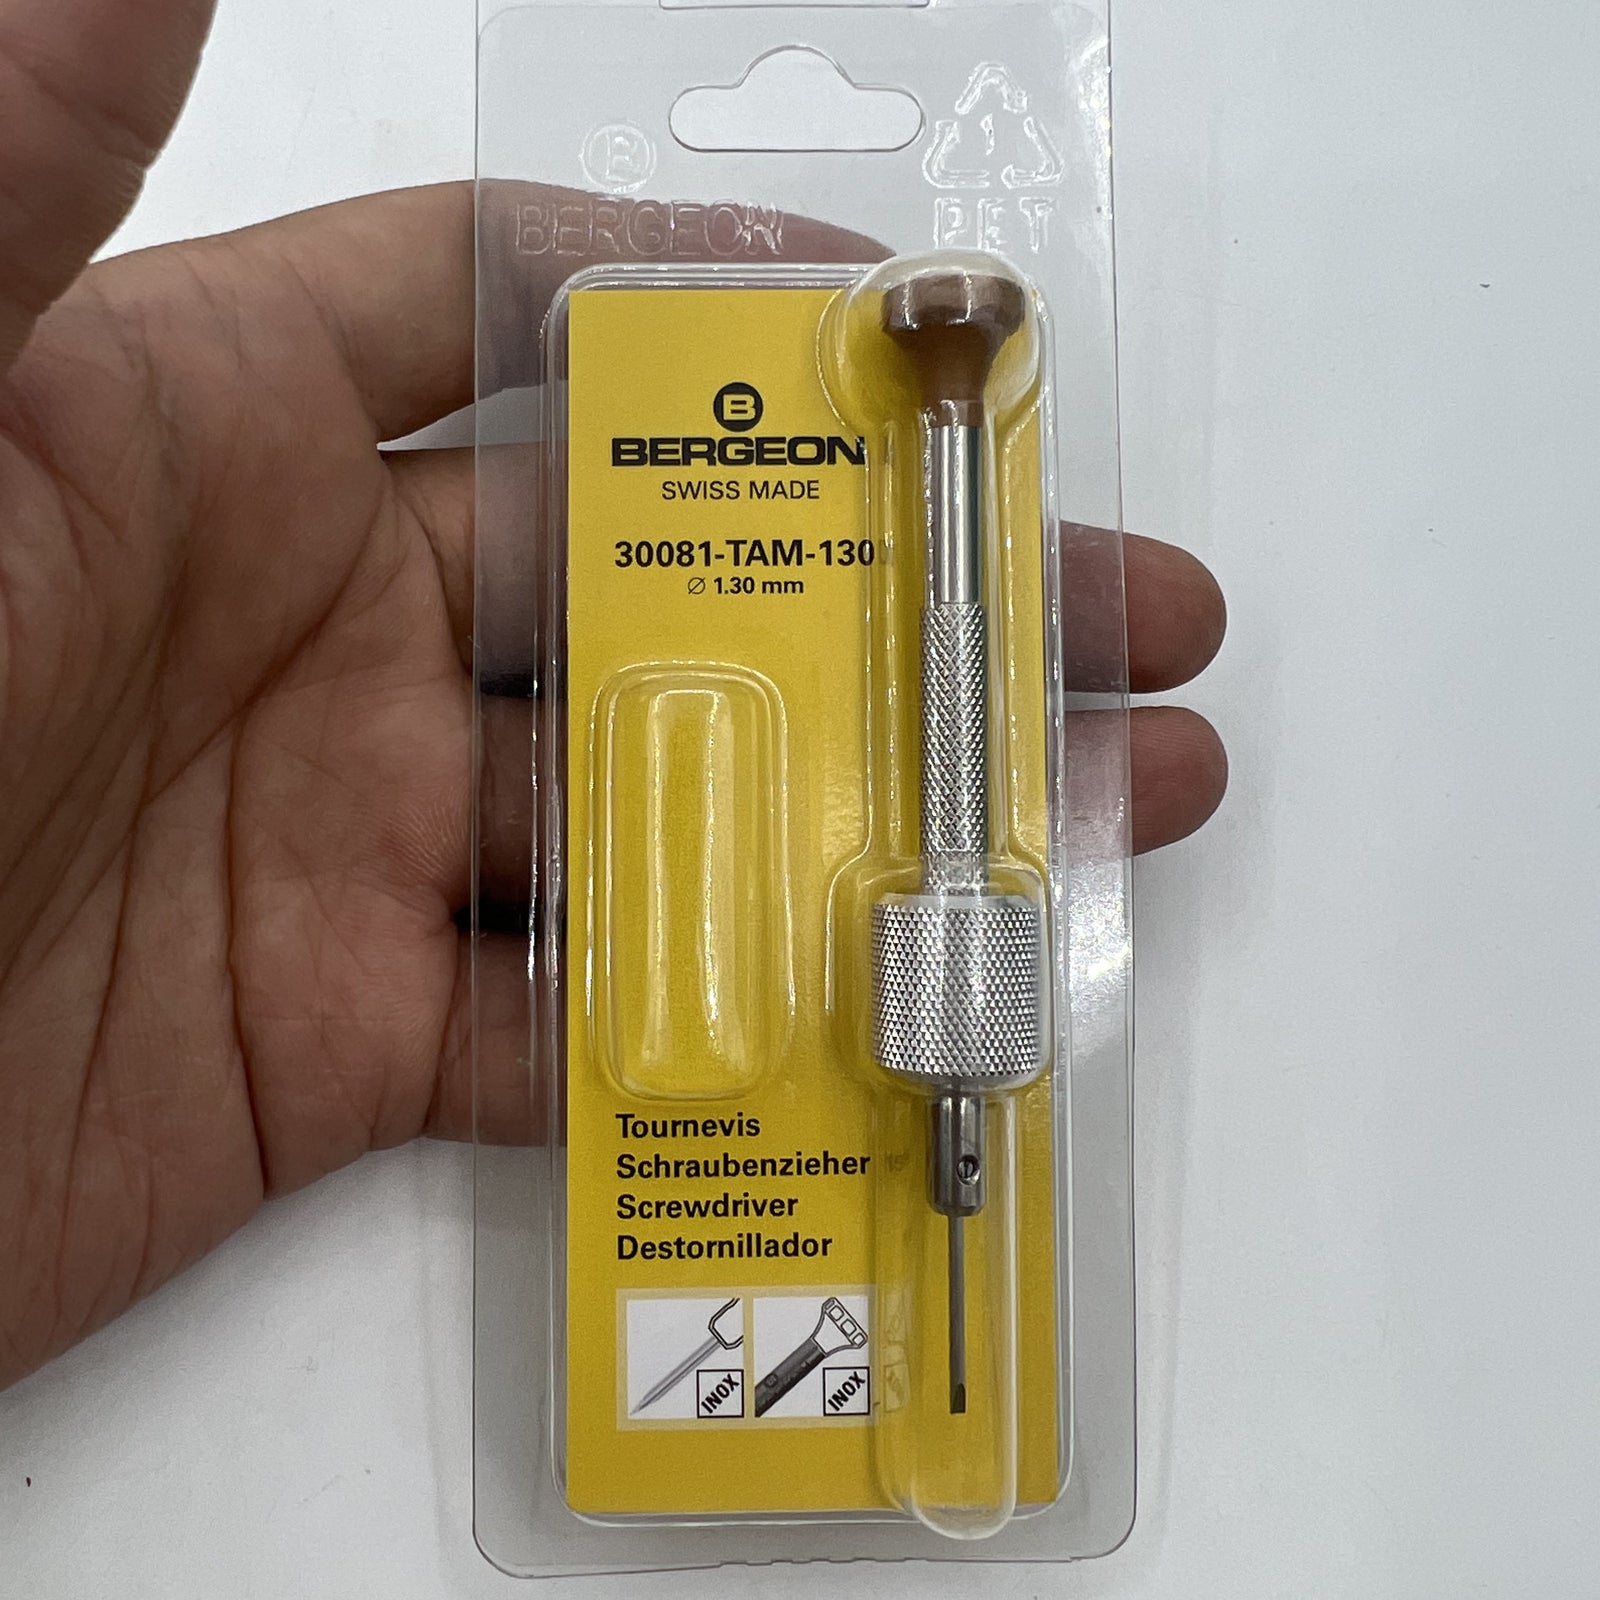 B
BERGEON
PET
B
BERGEON
SWISS MADE
30081-TAM-130
Ø 1.30 mm
Tournevis
Schraubenzieher
Screwdriver
Destornillador
INOX
INOX